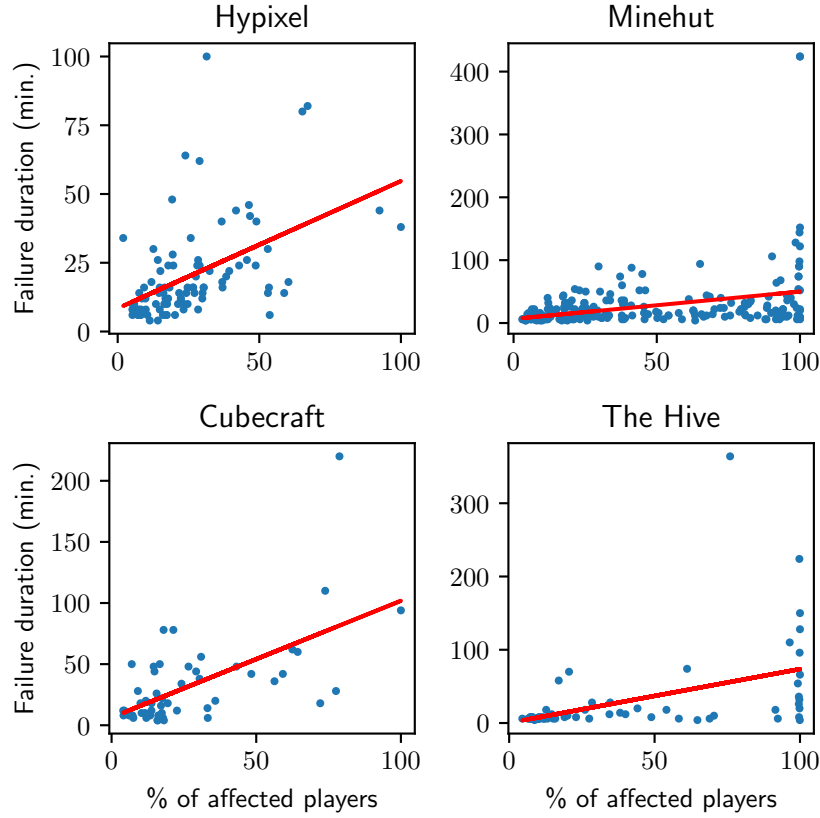 Hypixel
Minehut
Failure duration (min.)
100
75
50
25
0
0 50 100
400
300
200
100
0
0 50 100
Cubecraft
The Hive
Failure duration (min.)
200
150
100
50
0
0 50 100
% of affected players
300
200
100
0
0 50 100
% of affected players